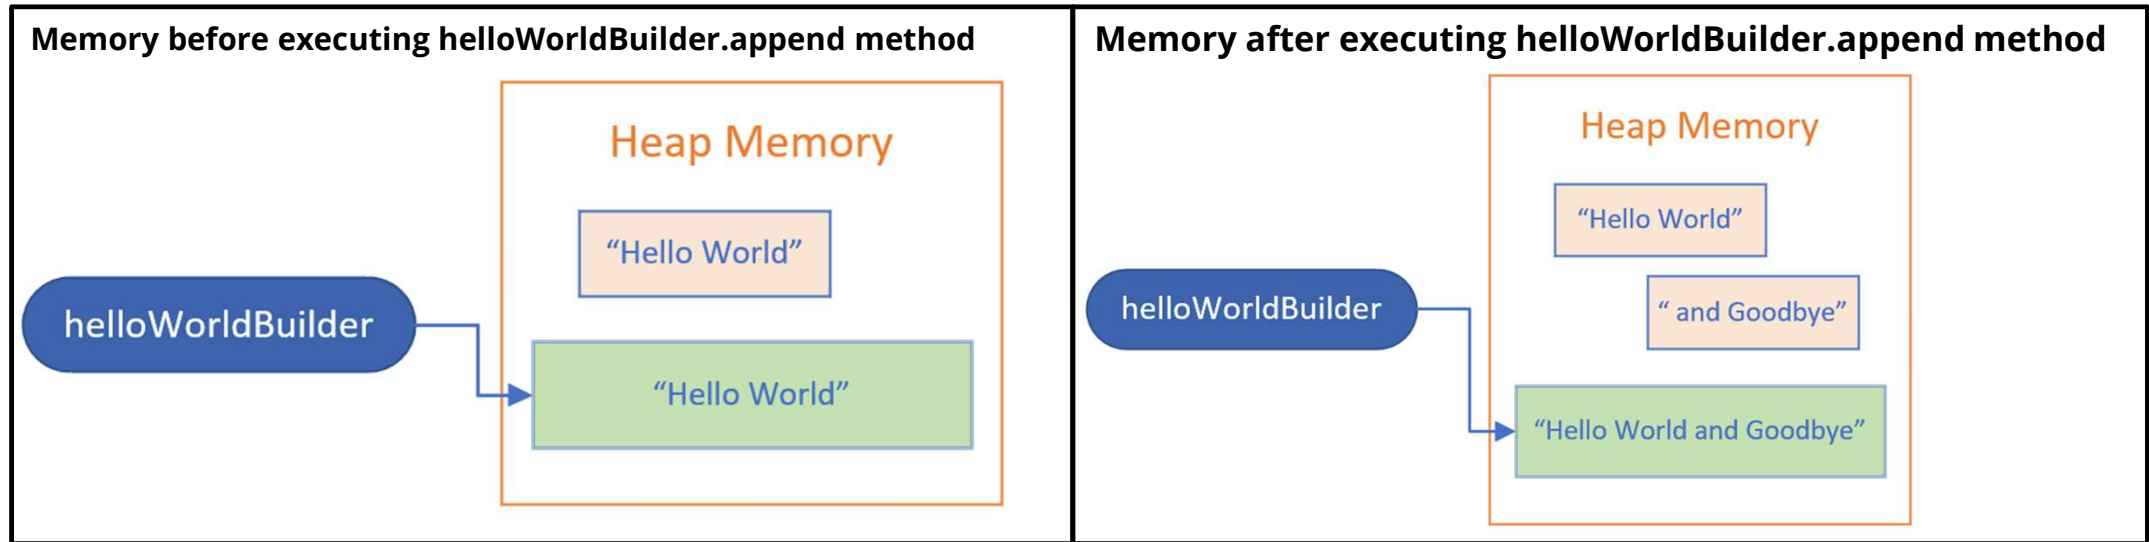 Memory before executing helloWorldBuilder.append method
Heap Memory
“Hello World”
helloWorldBuilder
“Hello World”
Memory after executing helloWorldBuilder.append method
Heap Memory
“Hello World”
“ and Goodbye”
helloWorldBuilder
“Hello World and Goodbye”